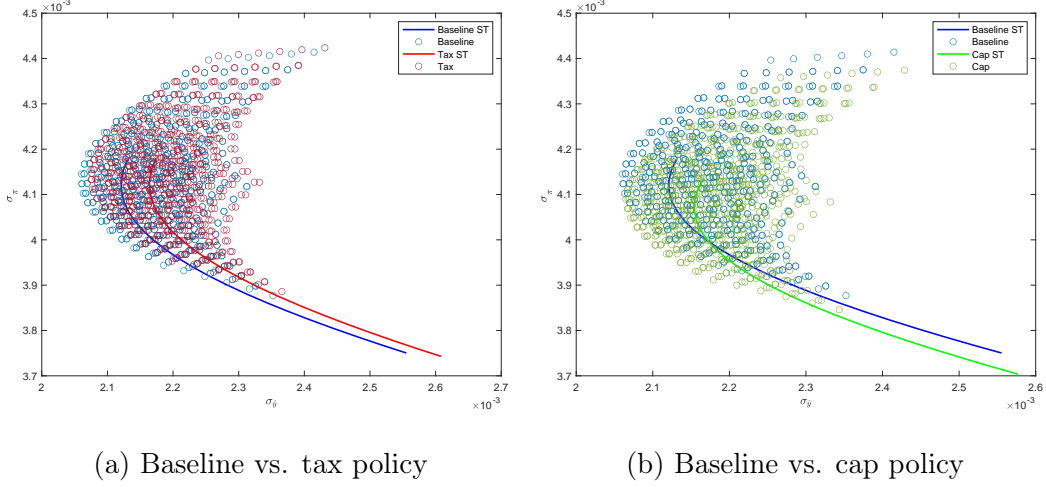 ×10⁻³
4.5
4.4
4.3
4.2
4.1
4
3.9
3.8
3.7
σ_π
2
2.1
2.2
2.3
2.4
2.5
2.6
2.7
σ_ŷ
×10⁻³
Baseline ST
Baseline
Tax ST
Tax
(a) Baseline vs. tax policy
×10⁻³
4.5
4.4
4.3
4.2
4.1
4
3.9
3.8
3.7
σ_π
2
2.1
2.2
2.3
2.4
2.5
2.6
σ_ŷ
×10⁻³
Baseline ST
Baseline
Cap ST
Cap
(b) Baseline vs. cap policy